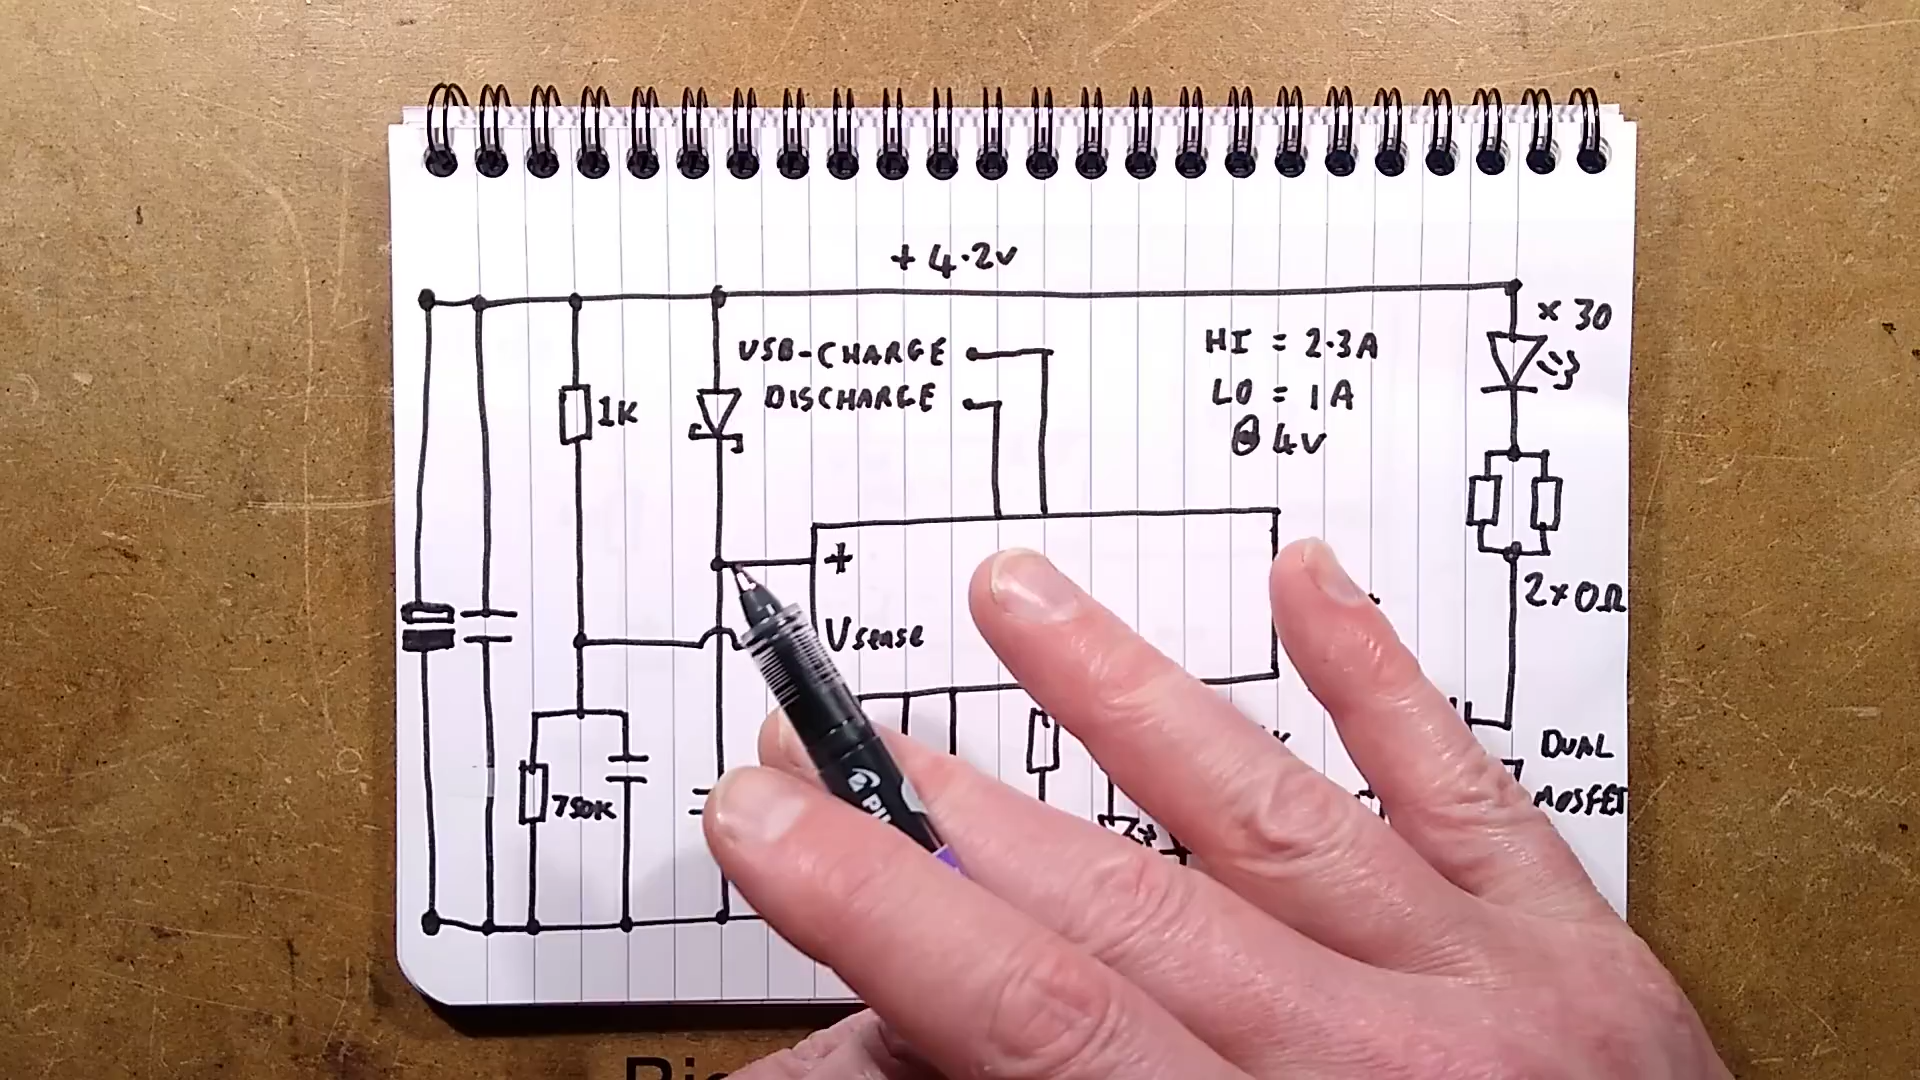 + 4.2V
× 30
USB-CHARGE
DISCHARGE
HI = 2.3A
LO = 1A
@ 4V
1K
+
2×0Ω
Vsense
DUAL
MOSFET
750K